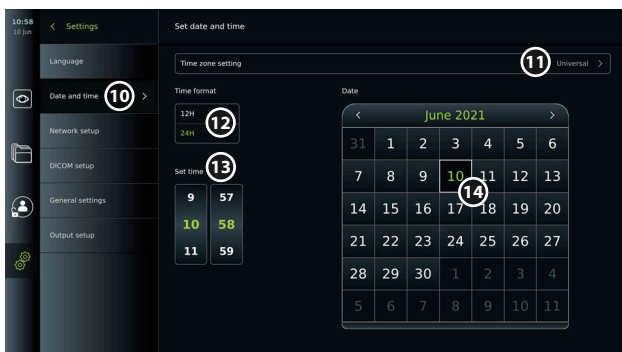 10:58
10 Jun
< Settings
Set date and time
Language
Time zone setting
11
Universal >
Date and time 10 >
Time format
Date
12H
24H
12
< June 2021 >
Network setup
31 1 2 3 4 5 6
DICOM setup
Set time 13
7 8 9 10 11 12 13
14
General settings
9 57
14 15 16 17 18 19 20
Output setup
10 58
21 22 23 24 25 26 27
11 59
28 29 30 1 2 3 4
5 6 7 8 9 10 11